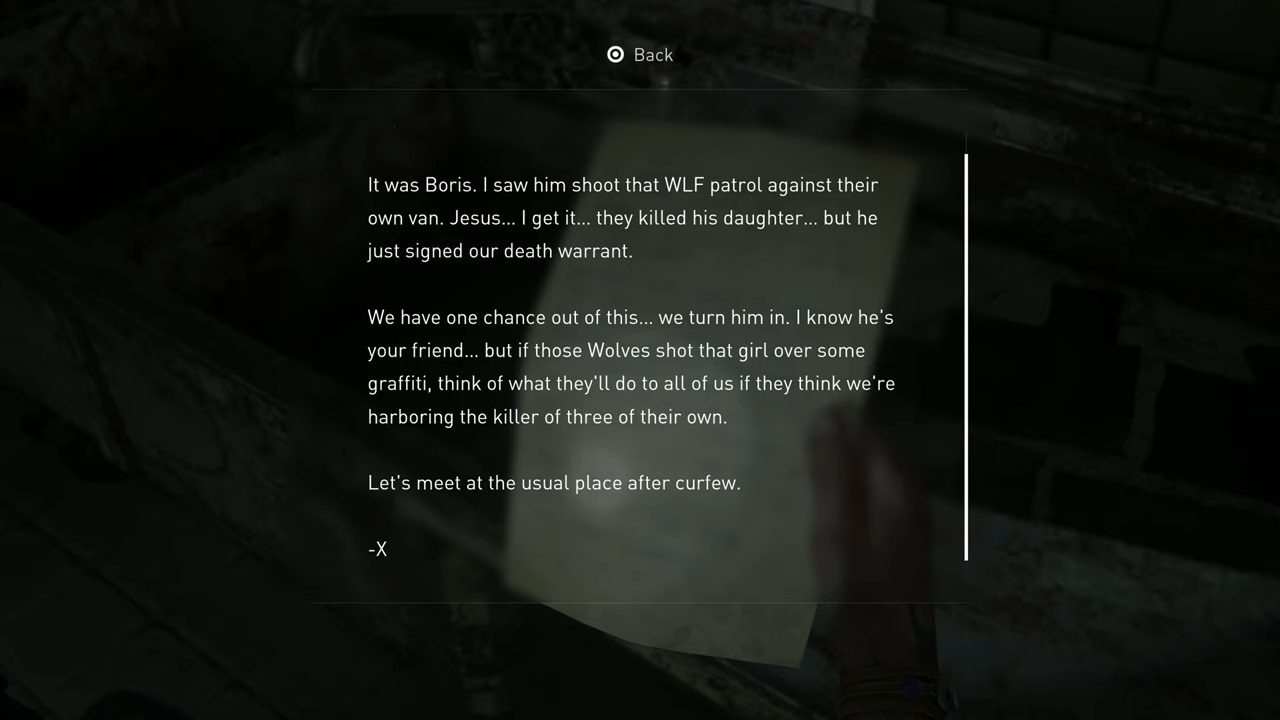 Back
It was Boris. I saw him shoot that WLF patrol against their
own van. Jesus... I get it... they killed his daughter... but he
just signed our death warrant.
We have one chance out of this... we turn him in. I know he's
your friend... but if those Wolves shot that girl over some
graffiti, think of what they'll do to all of us if they think we're
harboring the killer of three of their own.
Let's meet at the usual place after curfew.
-X